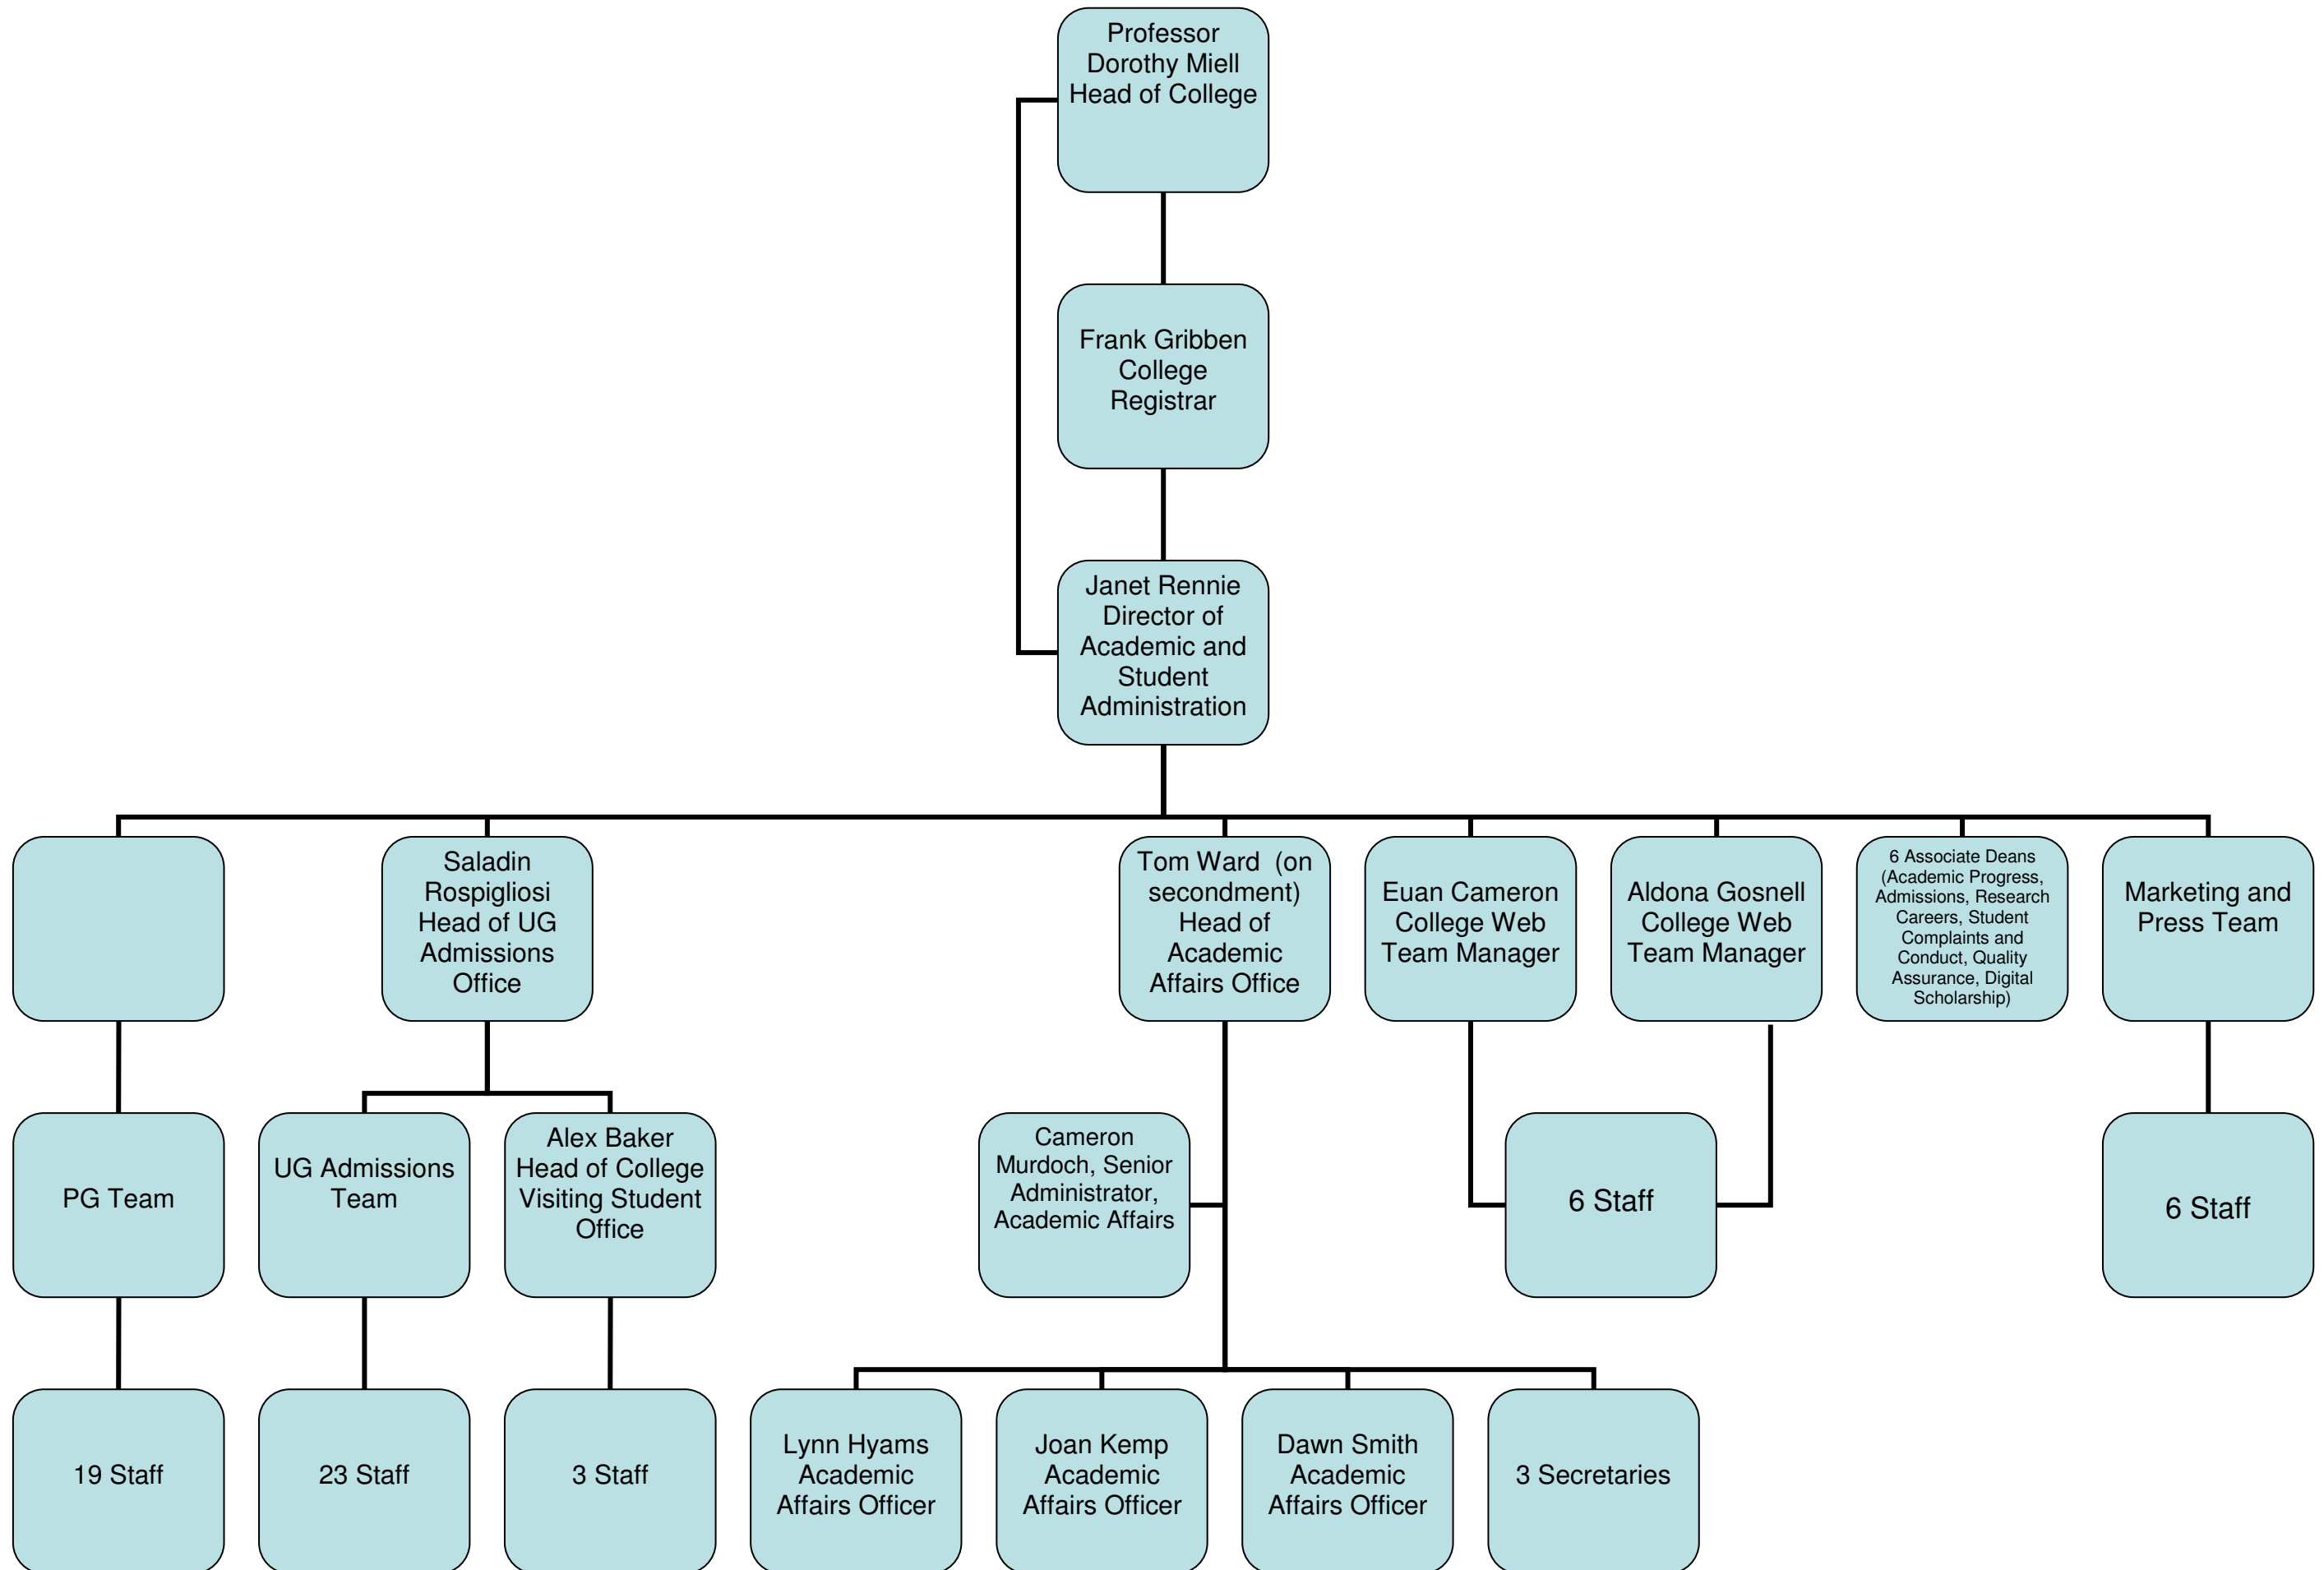 Professor
Dorothy Miell
Head of College
Frank Gribben
College
Registrar
Janet Rennie
Director of
Academic and
Student
Administration
Saladin
Rospigliosi
Head of UG
Admissions
Office
Tom Ward  (on
secondment)
Head of
Academic
Affairs Office
Euan Cameron
College Web
Team Manager
Aldona Gosnell
College Web
Team Manager
6 Associate Deans
(Academic Progress,
Admissions, Research
Careers, Student
Complaints and
Conduct, Quality
Assurance, Digital
Scholarship)
Marketing and
Press Team
PG Team
UG Admissions
Team
Alex Baker
Head of College
Visiting Student
Office
Cameron
Murdoch, Senior
Administrator,
Academic Affairs
6 Staff
6 Staff
19 Staff
23 Staff
3 Staff
Lynn Hyams
Academic
Affairs Officer
Joan Kemp
Academic
Affairs Officer
Dawn Smith
Academic
Affairs Officer
3 Secretaries